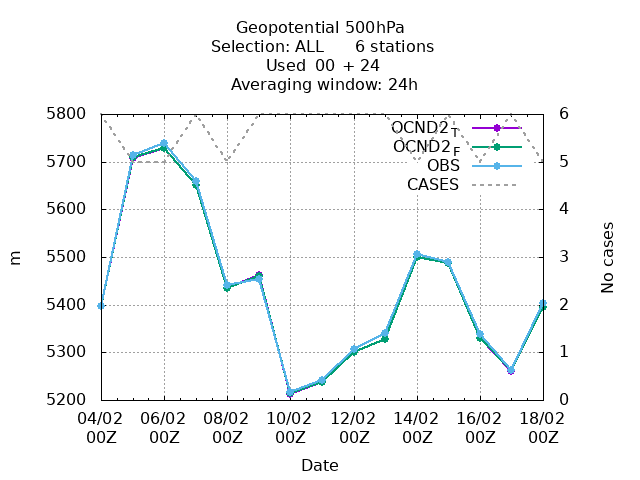 Geopotential 500hPa
Selection: ALL 6 stations
Used 00 + 24
Averaging window: 24h
5800
5700
5600
5500
5400
5300
5200
m
6
5
4
3
2
1
0
No cases
OCND2_T
OCND2_F
OBS
CASES
04/02 06/02 08/02 10/02 12/02 14/02 16/02 18/02
00Z 00Z 00Z 00Z 00Z 00Z 00Z 00Z
Date